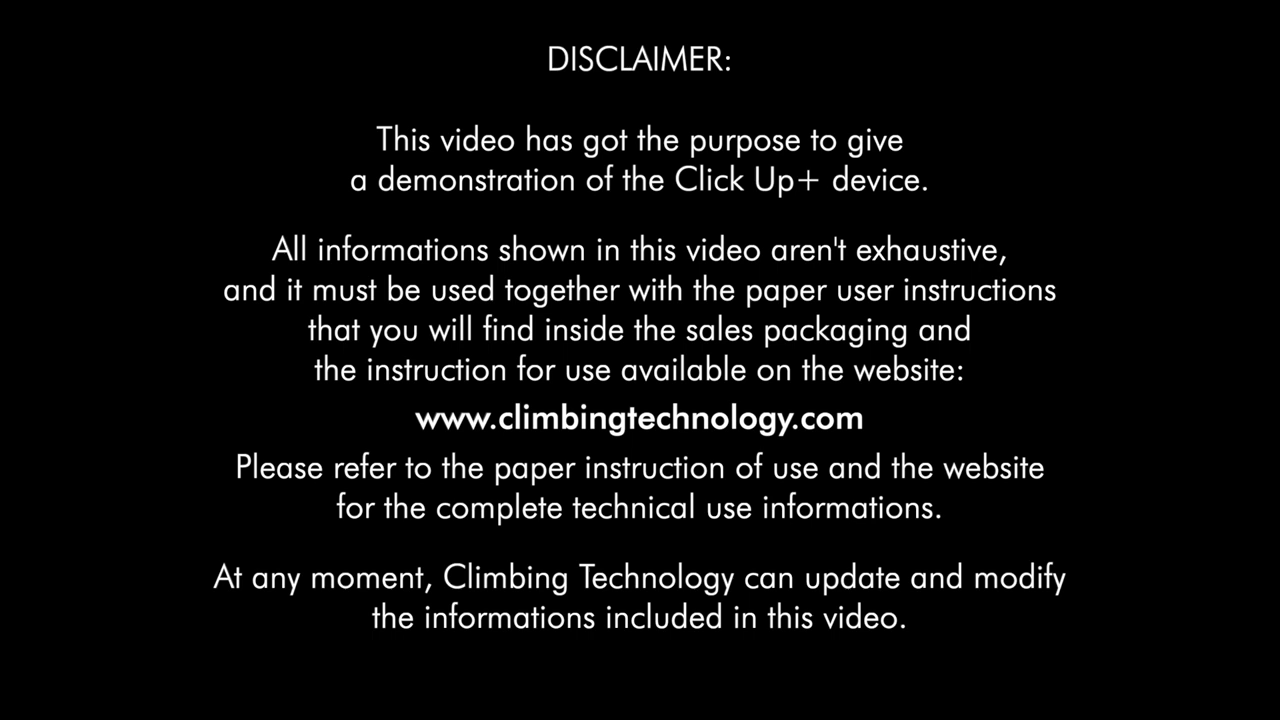 DISCLAIMER:
This video has got the purpose to give
a demonstration of the Click Up+ device.
All informations shown in this video aren't exhaustive,
and it must be used together with the paper user instructions
that you will find inside the sales packaging and
the instruction for use available on the website:
www.climbingtechnology.com
Please refer to the paper instruction of use and the website
for the complete technical use informations.
At any moment, Climbing Technology can update and modify
the informations included in this video.